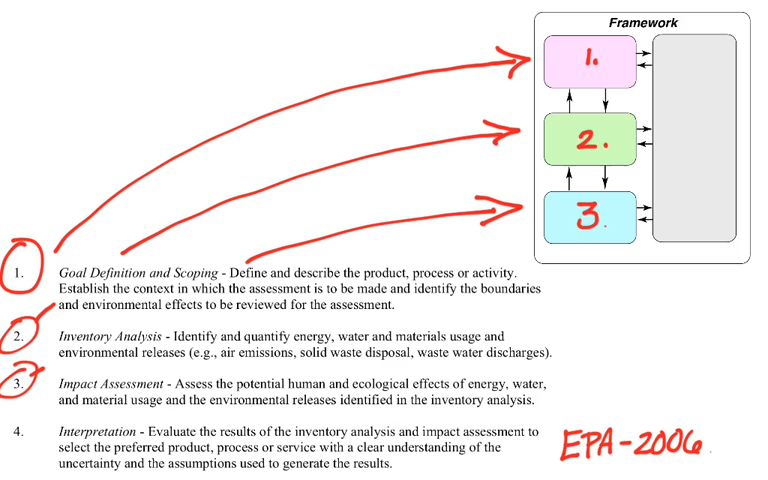 Framework
1.
2.
3.
1. Goal Definition and Scoping - Define and describe the product, process or activity.
Establish the context in which the assessment is to be made and identify the boundaries
and environmental effects to be reviewed for the assessment.
2. Inventory Analysis - Identify and quantify energy, water and materials usage and
environmental releases (e.g., air emissions, solid waste disposal, waste water discharges).
3. Impact Assessment - Assess the potential human and ecological effects of energy, water,
and material usage and the environmental releases identified in the inventory analysis.
4. Interpretation - Evaluate the results of the inventory analysis and impact assessment to
select the preferred product, process or service with a clear understanding of the
uncertainty and the assumptions used to generate the results.
EPA-2006